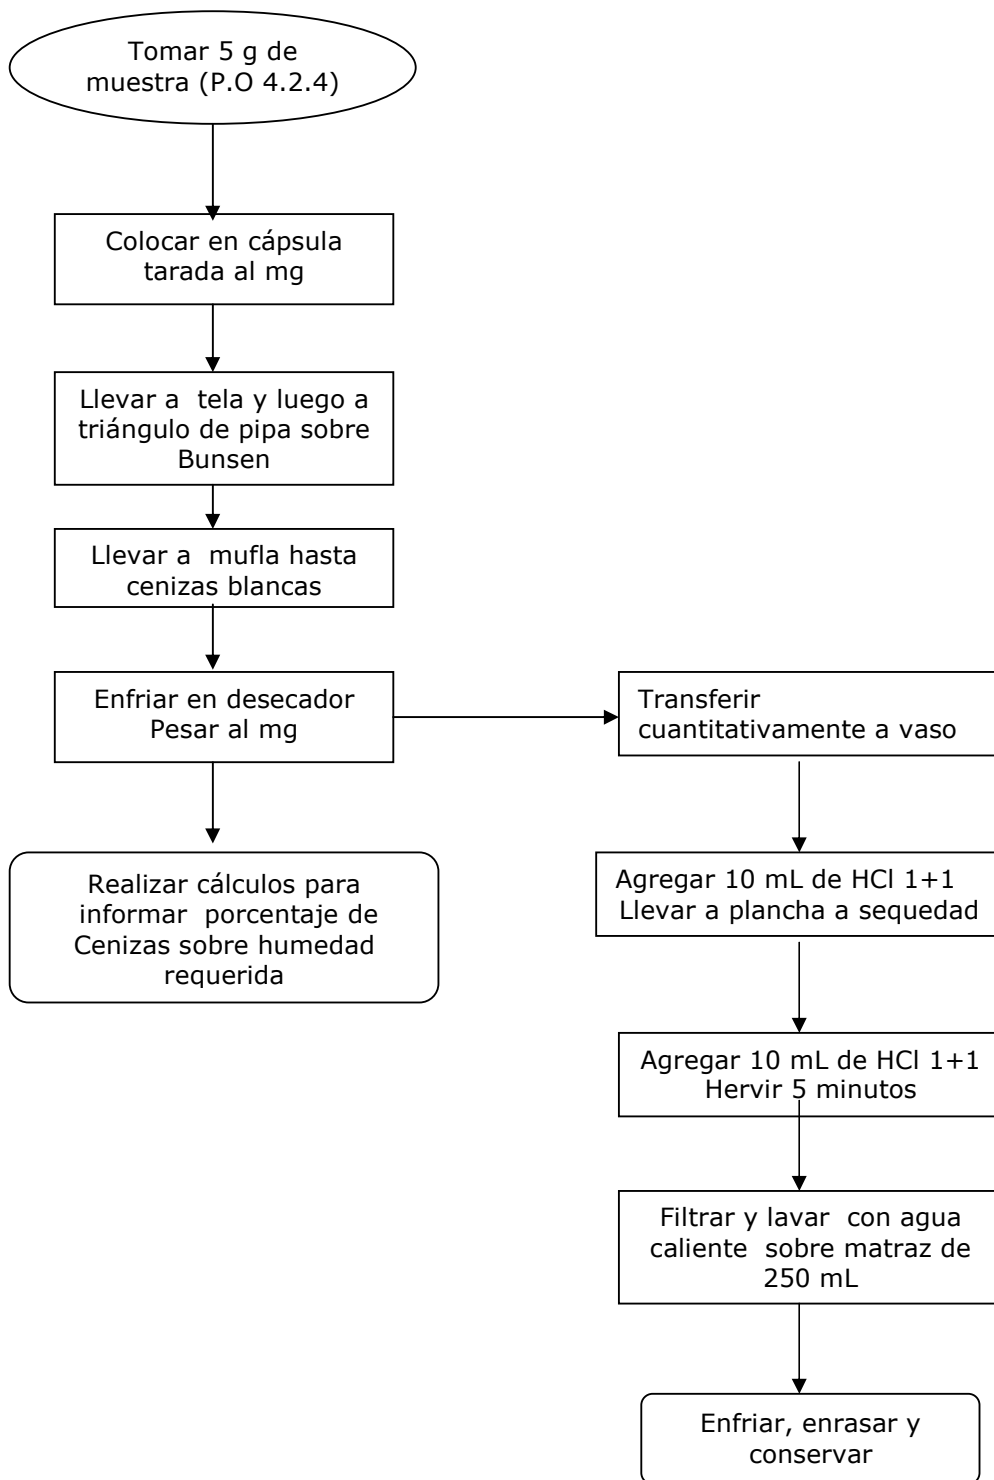 Tomar 5 g de
muestra (P.O 4.2.4)
Colocar en cápsula
tarada al mg
Llevar a tela y luego a
triángulo de pipa sobre
Bunsen
Llevar a mufla hasta
cenizas blancas
Enfriar en desecador
Pesar al mg
Realizar cálculos para
informar porcentaje de
Cenizas sobre humedad
requerida
Transferir
cuantitativamente a vaso
Agregar 10 mL de HCl 1+1
Llevar a plancha a sequedad
Agregar 10 mL de HCl 1+1
Hervir 5 minutos
Filtrar y lavar con agua
caliente sobre matraz de
250 mL
Enfriar, enrasar y
conservar